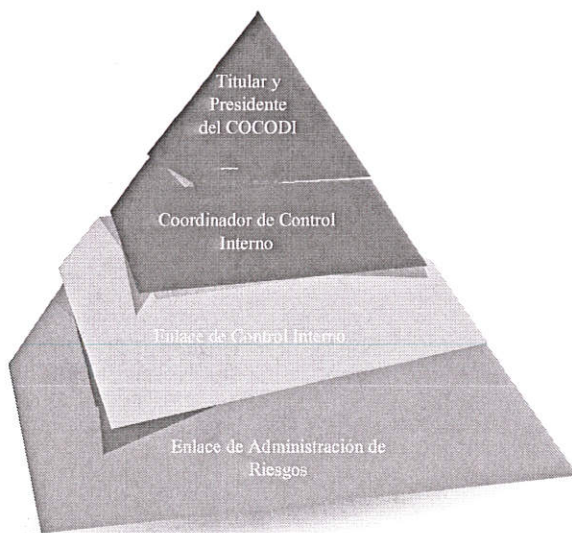 Titular y
Presidente
del COCODI
Coordinador de Control
Interno
Enlace de Control Interno
Enlace de Administración de
Riesgos